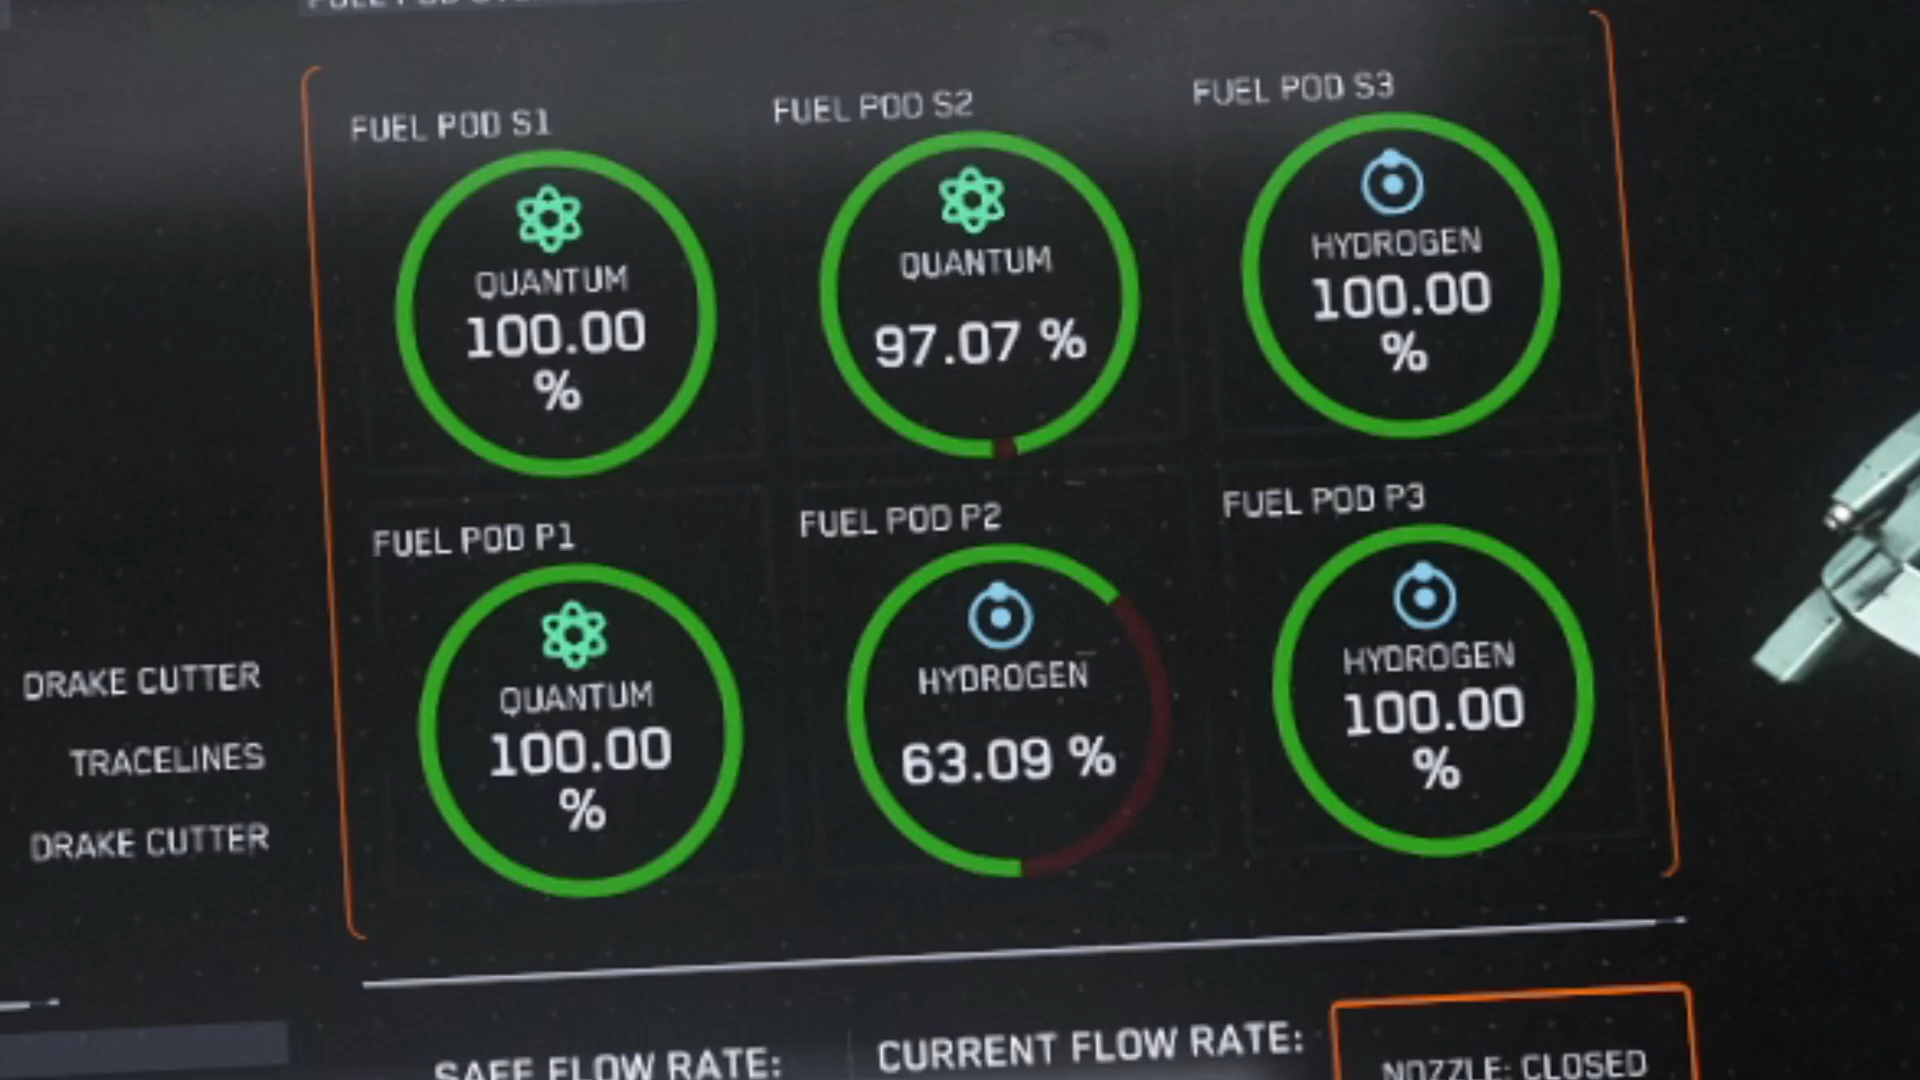 FUEL POD
FUEL POD S1
QUANTUM
100.00
%
FUEL POD S2
QUANTUM
97.07 %
FUEL POD S3
HYDROGEN
100.00
%
FUEL POD P1
QUANTUM
100.00
%
FUEL POD P2
HYDROGEN
63.09 %
FUEL POD P3
HYDROGEN
100.00
%
DRAKE CUTTER
TRACELINES
DRAKE CUTTER
SAFE FLOW RATE:
CURRENT FLOW RATE:
NOZZLE: CLOSED